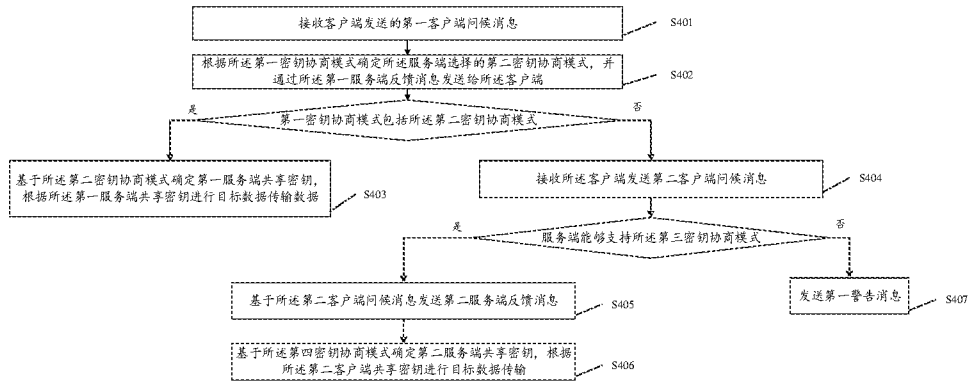 接收客户端发送的第一客户端问候消息
S401
根据所述第一密钥协商模式确定所述服务端选择的第二密钥协商模式，并
通过所述第一服务端反馈消息发送给所述客户端
S402
是
否
第一密钥协商模式包括所述第二密钥协商模式
基于所述第二密钥协商模式确定第一服务端共享密钥，
根据所述第一服务端共享密钥进行目标数据传输数据
S403
接收所述客户端发送第二客户端问候消息
S404
是
否
服务端能够支持所述第三密钥协商模式
基于所述第二客户端问候消息发送第二服务端反馈消息
S405
发送第一警告消息
S407
基于所述第四密钥协商模式确定第二服务端共享密钥，根据
所述第二客户端共享密钥进行目标数据传输
S406